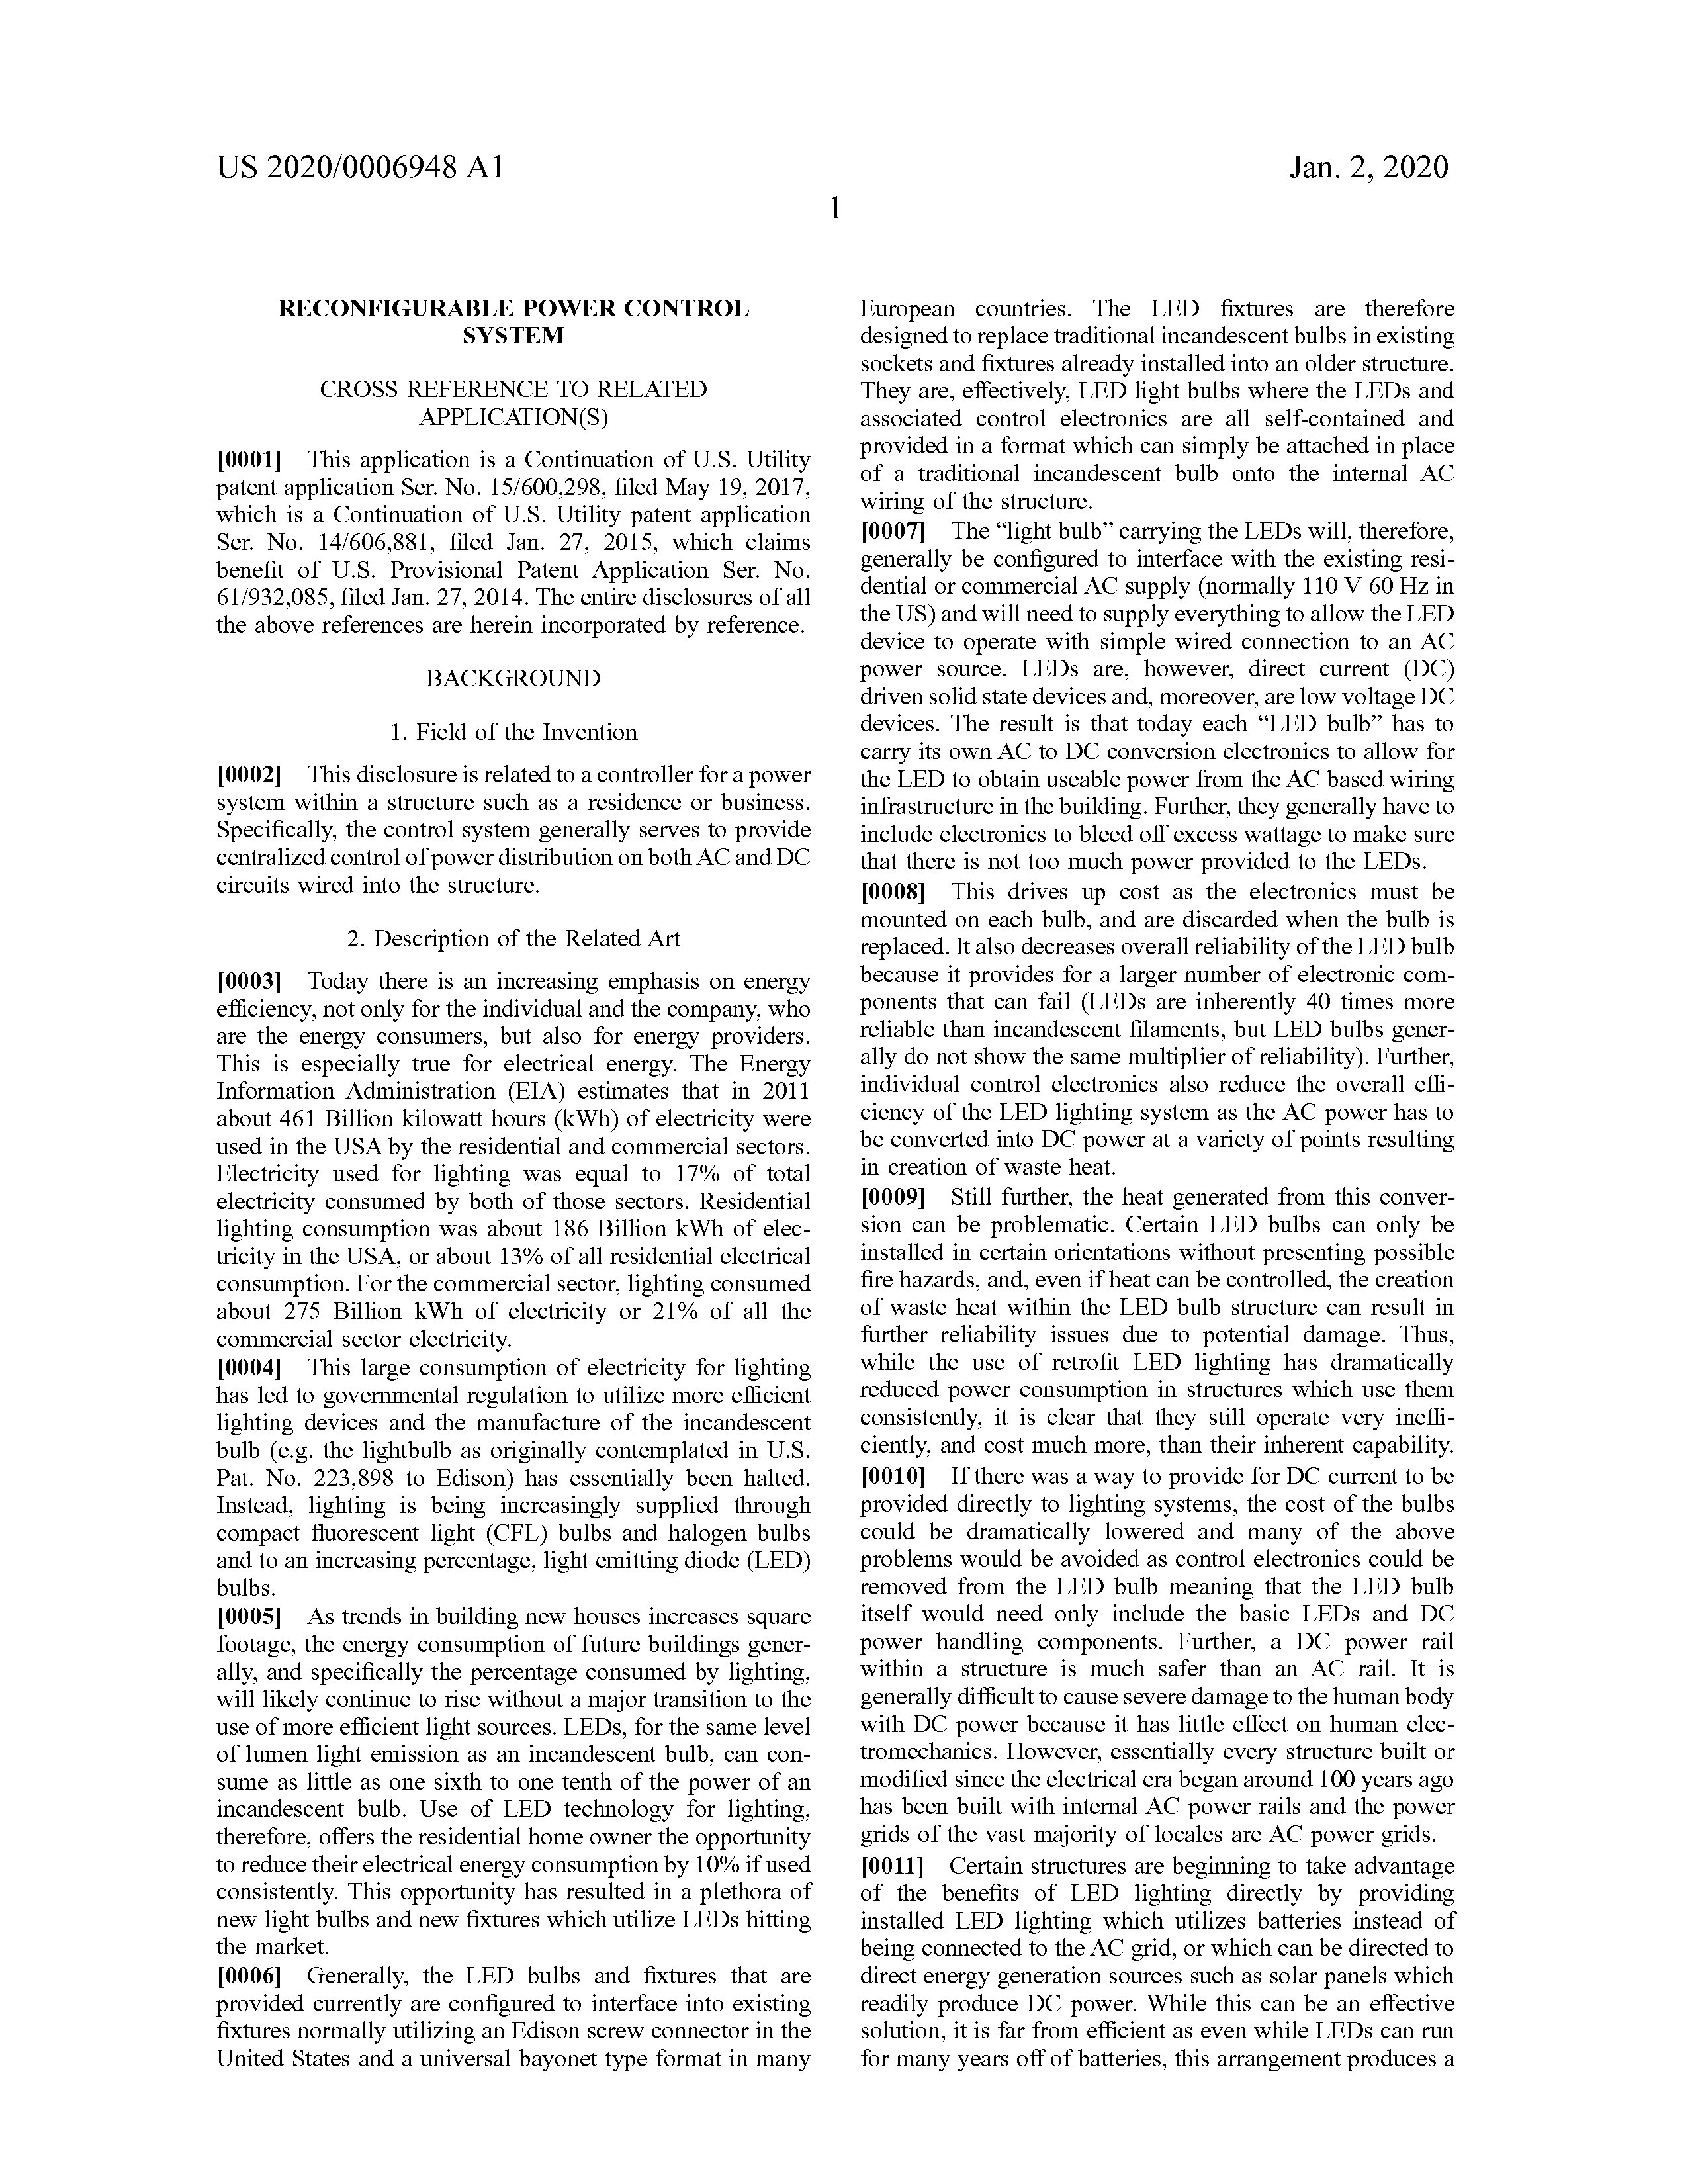 US 2020/0006948 A1
Jan. 2, 2020
1
RECONFIGURABLE POWER CONTROL
SYSTEM
CROSS REFERENCE TO RELATED
APPLICATION(S)
[0001] This application is a Continuation of U.S. Utility
patent application Ser. No. 15/600,298, filed May 19, 2017,
which is a Continuation of U.S. Utility patent application
Ser. No. 14/606,881, filed Jan. 27, 2015, which claims
benefit of U.S. Provisional Patent Application Ser. No.
61/932,085, filed Jan. 27, 2014. The entire disclosures of all
the above references are herein incorporated by reference.
BACKGROUND
1. Field of the Invention
[0002] This disclosure is related to a controller for a power
system within a structure such as a residence or business.
Specifically, the control system generally serves to provide
centralized control of power distribution on both AC and DC
circuits wired into the structure.
2. Description of the Related Art
[0003] Today there is an increasing emphasis on energy
efficiency, not only for the individual and the company, who
are the energy consumers, but also for energy providers.
This is especially true for electrical energy. The Energy
Information Administration (EIA) estimates that in 2011
about 461 Billion kilowatt hours (kWh) of electricity were
used in the USA by the residential and commercial sectors.
Electricity used for lighting was equal to 17% of total
electricity consumed by both of those sectors. Residential
lighting consumption was about 186 Billion kWh of elec-
tricity in the USA, or about 13% of all residential electrical
consumption. For the commercial sector, lighting consumed
about 275 Billion kWh of electricity or 21% of all the
commercial sector electricity.
[0004] This large consumption of electricity for lighting
has led to governmental regulation to utilize more efficient
lighting devices and the manufacture of the incandescent
bulb (e.g. the lightbulb as originally contemplated in U.S.
Pat. No. 223,898 to Edison) has essentially been halted.
Instead, lighting is being increasingly supplied through
compact fluorescent light (CFL) bulbs and halogen bulbs
and to an increasing percentage, light emitting diode (LED)
bulbs.
[0005] As trends in building new houses increases square
footage, the energy consumption of future buildings gener-
ally, and specifically the percentage consumed by lighting,
will likely continue to rise without a major transition to the
use of more efficient light sources. LEDs, for the same level
of lumen light emission as an incandescent bulb, can con-
sume as little as one sixth to one tenth of the power of an
incandescent bulb. Use of LED technology for lighting,
therefore, offers the residential home owner the opportunity
to reduce their electrical energy consumption by 10% if used
consistently. This opportunity has resulted in a plethora of
new light bulbs and new fixtures which utilize LEDs hitting
the market.
[0006] Generally, the LED bulbs and fixtures that are
provided currently are configured to interface into existing
fixtures normally utilizing an Edison screw connector in the
United States and a universal bayonet type format in many
European countries. The LED fixtures are therefore
designed to replace traditional incandescent bulbs in existing
sockets and fixtures already installed into an older structure.
They are, effectively, LED light bulbs where the LEDs and
associated control electronics are all self-contained and
provided in a format which can simply be attached in place
of a traditional incandescent bulb onto the internal AC
wiring of the structure.
[0007] The “light bulb” carrying the LEDs will, therefore,
generally be configured to interface with the existing resi-
dential or commercial AC supply (normally 110 V 60 Hz in
the US) and will need to supply everything to allow the LED
device to operate with simple wired connection to an AC
power source. LEDs are, however, direct current (DC)
driven solid state devices and, moreover, are low voltage DC
devices. The result is that today each “LED bulb” has to
carry its own AC to DC conversion electronics to allow for
the LED to obtain useable power from the AC based wiring
infrastructure in the building. Further, they generally have to
include electronics to bleed off excess wattage to make sure
that there is not too much power provided to the LEDs.
[0008] This drives up cost as the electronics must be
mounted on each bulb, and are discarded when the bulb is
replaced. It also decreases overall reliability of the LED bulb
because it provides for a larger number of electronic com-
ponents that can fail (LEDs are inherently 40 times more
reliable than incandescent filaments, but LED bulbs gener-
ally do not show the same multiplier of reliability). Further,
individual control electronics also reduce the overall effi-
ciency of the LED lighting system as the AC power has to
be converted into DC power at a variety of points resulting
in creation of waste heat.
[0009] Still further, the heat generated from this conver-
sion can be problematic. Certain LED bulbs can only be
installed in certain orientations without presenting possible
fire hazards, and, even if heat can be controlled, the creation
of waste heat within the LED bulb structure can result in
further reliability issues due to potential damage. Thus,
while the use of retrofit LED lighting has dramatically
reduced power consumption in structures which use them
consistently, it is clear that they still operate very ineffi-
ciently, and cost much more, than their inherent capability.
[0010] If there was a way to provide for DC current to be
provided directly to lighting systems, the cost of the bulbs
could be dramatically lowered and many of the above
problems would be avoided as control electronics could be
removed from the LED bulb meaning that the LED bulb
itself would need only include the basic LEDs and DC
power handling components. Further, a DC power rail
within a structure is much safer than an AC rail. It is
generally difficult to cause severe damage to the human body
with DC power because it has little effect on human elec-
tromechanics. However, essentially every structure built or
modified since the electrical era began around 100 years ago
has been built with internal AC power rails and the power
grids of the vast majority of locales are AC power grids.
[0011] Certain structures are beginning to take advantage
of the benefits of LED lighting directly by providing
installed LED lighting which utilizes batteries instead of
being connected to the AC grid, or which can be directed to
direct energy generation sources such as solar panels which
readily produce DC power. While this can be an effective
solution, it is far from efficient as even while LEDs can run
for many years off of batteries, this arrangement produces a